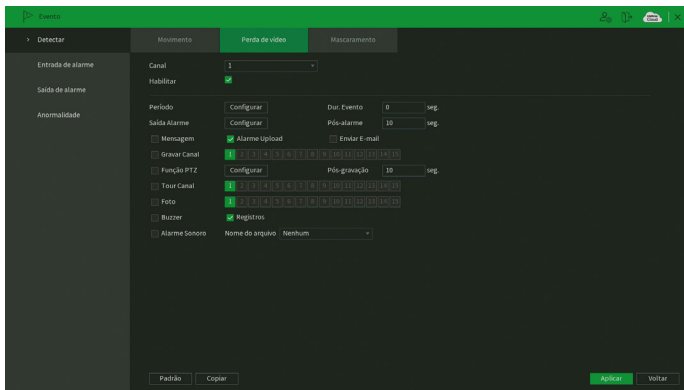 Evento
Intelbras Cloud
Detectar
Entrada de alarme
Saída de alarme
Anormalidade
Movimento Perda de vídeo Mascaramento
Canal 1
Habilitar
Período Configurar Dur. Evento 0 seg.
Saída Alarme Configurar Pós-alarme 10 seg.
Mensagem Alarme Upload Enviar E-mail
Gravar Canal 1 2 3 4 5 6 7 8 9 10 11 12 13 14 15
Função PTZ Configurar Pós-gravação 10 seg.
Tour Canal 1 2 3 4 5 6 7 8 9 10 11 12 13 14 15
Foto 1 2 3 4 5 6 7 8 9 10 11 12 13 14 15
Buzzer Registros
Alarme Sonoro Nome do arquivo Nenhum
Padrão Copiar Aplicar Voltar